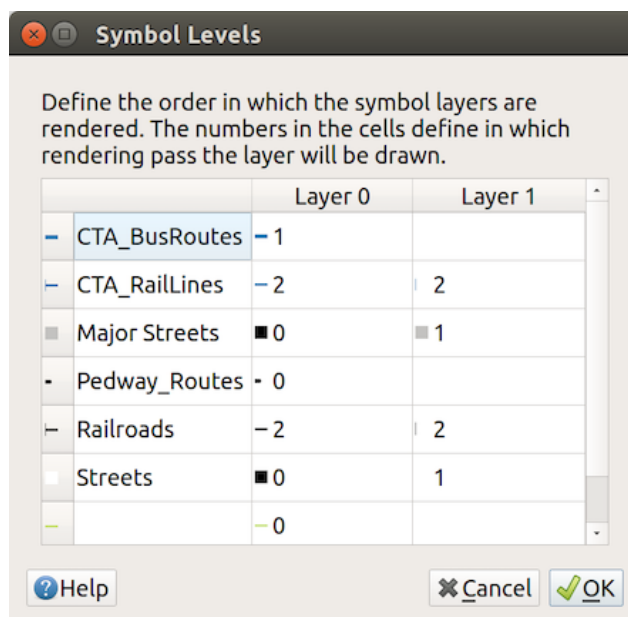 Symbol Levels
Define the order in which the symbol layers are
rendered. The numbers in the cells define in which
rendering pass the layer will be drawn.
Layer 0 Layer 1
CTA_BusRoutes 1
CTA_RailLines 2 2
Major Streets 0 1
Pedway_Routes 0
Railroads 2 2
Streets 0 1
0
Help Cancel OK